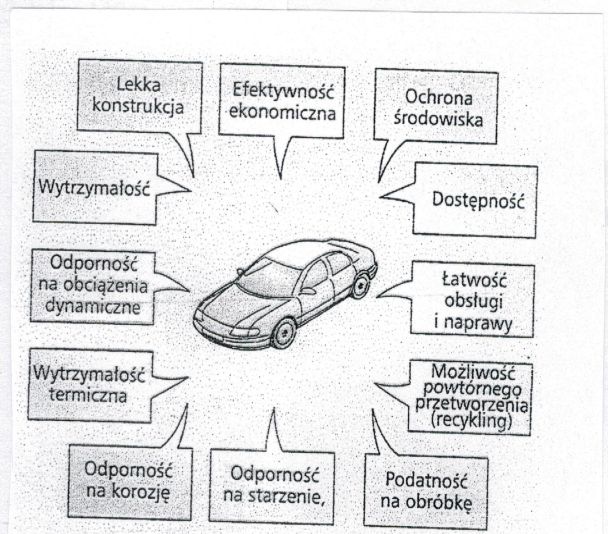 Lekka
konstrukcja
Efektywność
ekonomiczna
Ochrona
środowiska
Wytrzymałość
Dostępność
Odporność
na obciążenia
dynamiczne
Łatwość
obsługi
i naprawy
Wytrzymałość
termiczna
Możliwość
powtórnego
przetworzenia
(recykling)
Odporność
na korozję
Odporność
na starzenie,
Podatność
na obróbkę